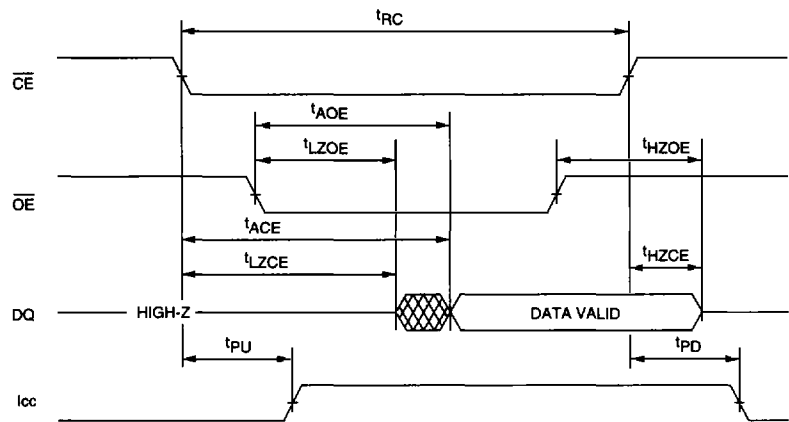 tRC
CE
tAOE
tLZOE
tHZOE
OE
tACE
tLZCE
tHZCE
DQ
HIGH-Z
DATA VALID
tPU
tPD
Icc